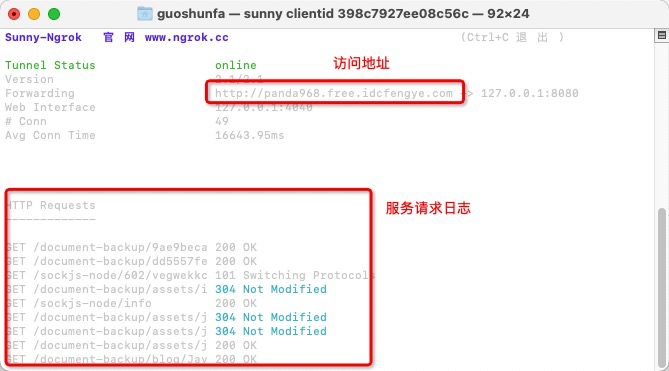 guoshunfa — sunny clientid 398c7927ee08c56c — 92×24
Sunny-Ngrok 官 网 www.ngrok.cc (Ctrl+C 退 出 )
访问地址
Tunnel Status online
Version 2.1/2.1
Forwarding http://panda968.free.idcfengye.com -> 127.0.0.1:8080
Web Interface 127.0.0.1:4040
# Conn 49
Avg Conn Time 16643.95ms
服务请求日志
HTTP Requests
-------------
GET /document-backup/9ae9beca 200 OK
GET /document-backup/dd5557fe 200 OK
GET /sockjs-node/602/vegwekkc 101 Switching Protocols
GET /document-backup/assets/i 304 Not Modified
GET /sockjs-node/info 200 OK
GET /document-backup/assets/j 304 Not Modified
GET /document-backup/assets/j 304 Not Modified
GET /document-backup/assets/j 200 OK
GET /document-backup/blog/Jav 200 OK